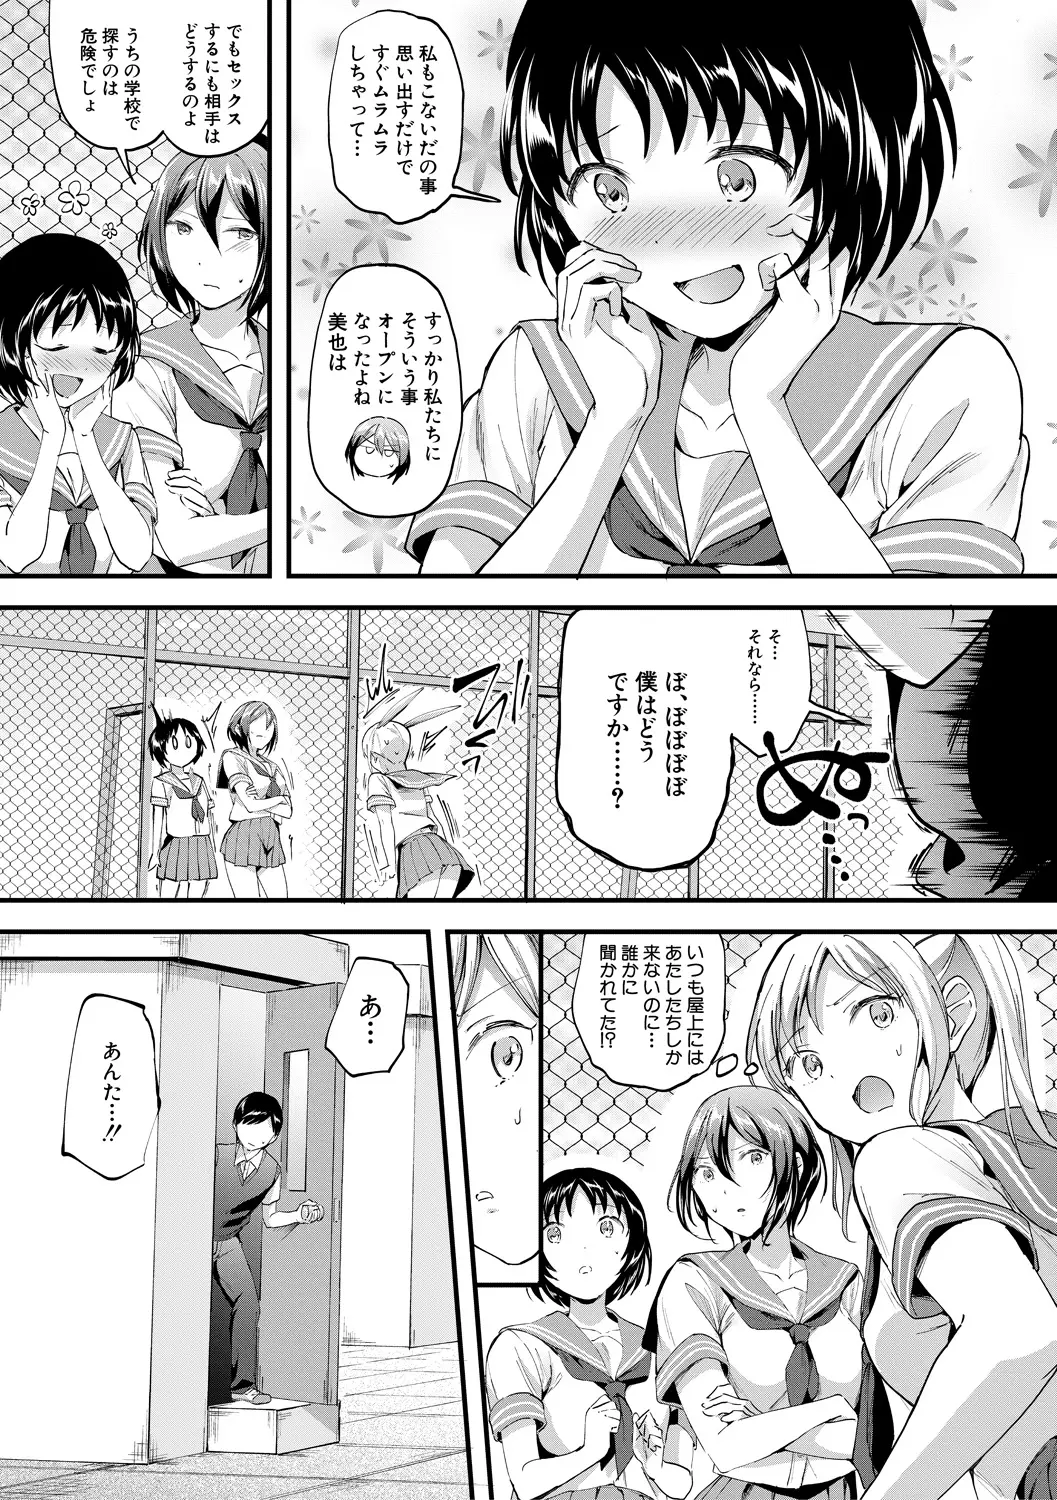 私もこないだの事
思い出すだけで
すぐムラムラ
しちゃって…
すっかり私たちに
そういう事
オープンに
なったよね
美也は
でもセックス
するにも相手は
どうするのよ
うちの学校で
探すのは
危険でしょ
そ…
それなら……
ぼ、ぼぼぼぼ
僕はどう
ですか……？
ぬっ…
いつも屋上には
あたしたちしか
来ないのに…
誰かに
聞かれてた!?
あ…
あんた…!!